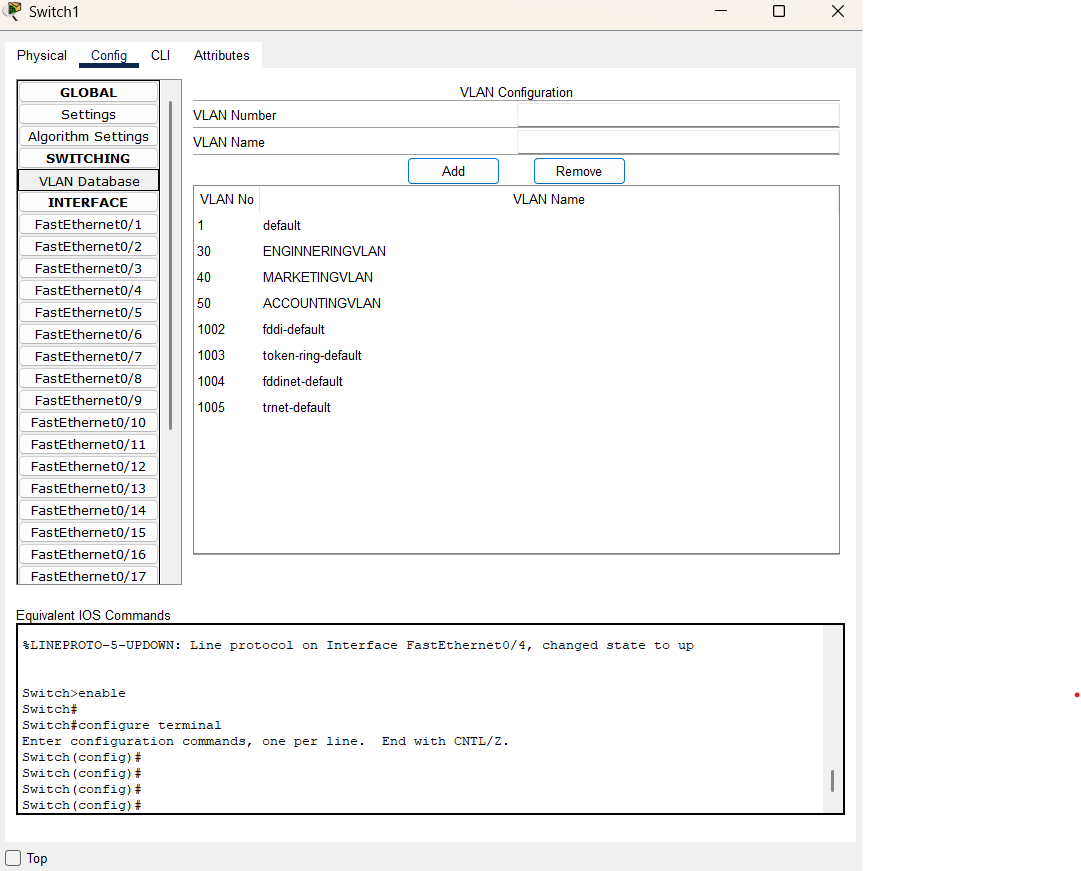 Switch1
Physical Config CLI Attributes
GLOBAL
Settings
Algorithm Settings
SWITCHING
VLAN Database
INTERFACE
FastEthernet0/1
FastEthernet0/2
FastEthernet0/3
FastEthernet0/4
FastEthernet0/5
FastEthernet0/6
FastEthernet0/7
FastEthernet0/8
FastEthernet0/9
FastEthernet0/10
FastEthernet0/11
FastEthernet0/12
FastEthernet0/13
FastEthernet0/14
FastEthernet0/15
FastEthernet0/16
FastEthernet0/17
VLAN Configuration
VLAN Number
VLAN Name
Add Remove
VLAN No VLAN Name
1 default
30 ENGINNERINGVLAN
40 MARKETINGVLAN
50 ACCOUNTINGVLAN
1002 fddi-default
1003 token-ring-default
1004 fddinet-default
1005 trnet-default
Equivalent IOS Commands
%LINEPROTO-5-UPDOWN: Line protocol on Interface FastEthernet0/4, changed state to up
Switch>enable
Switch#
Switch#configure terminal
Enter configuration commands, one per line.  End with CNTL/Z.
Switch(config)#
Switch(config)#
Switch(config)#
Switch(config)#
Top